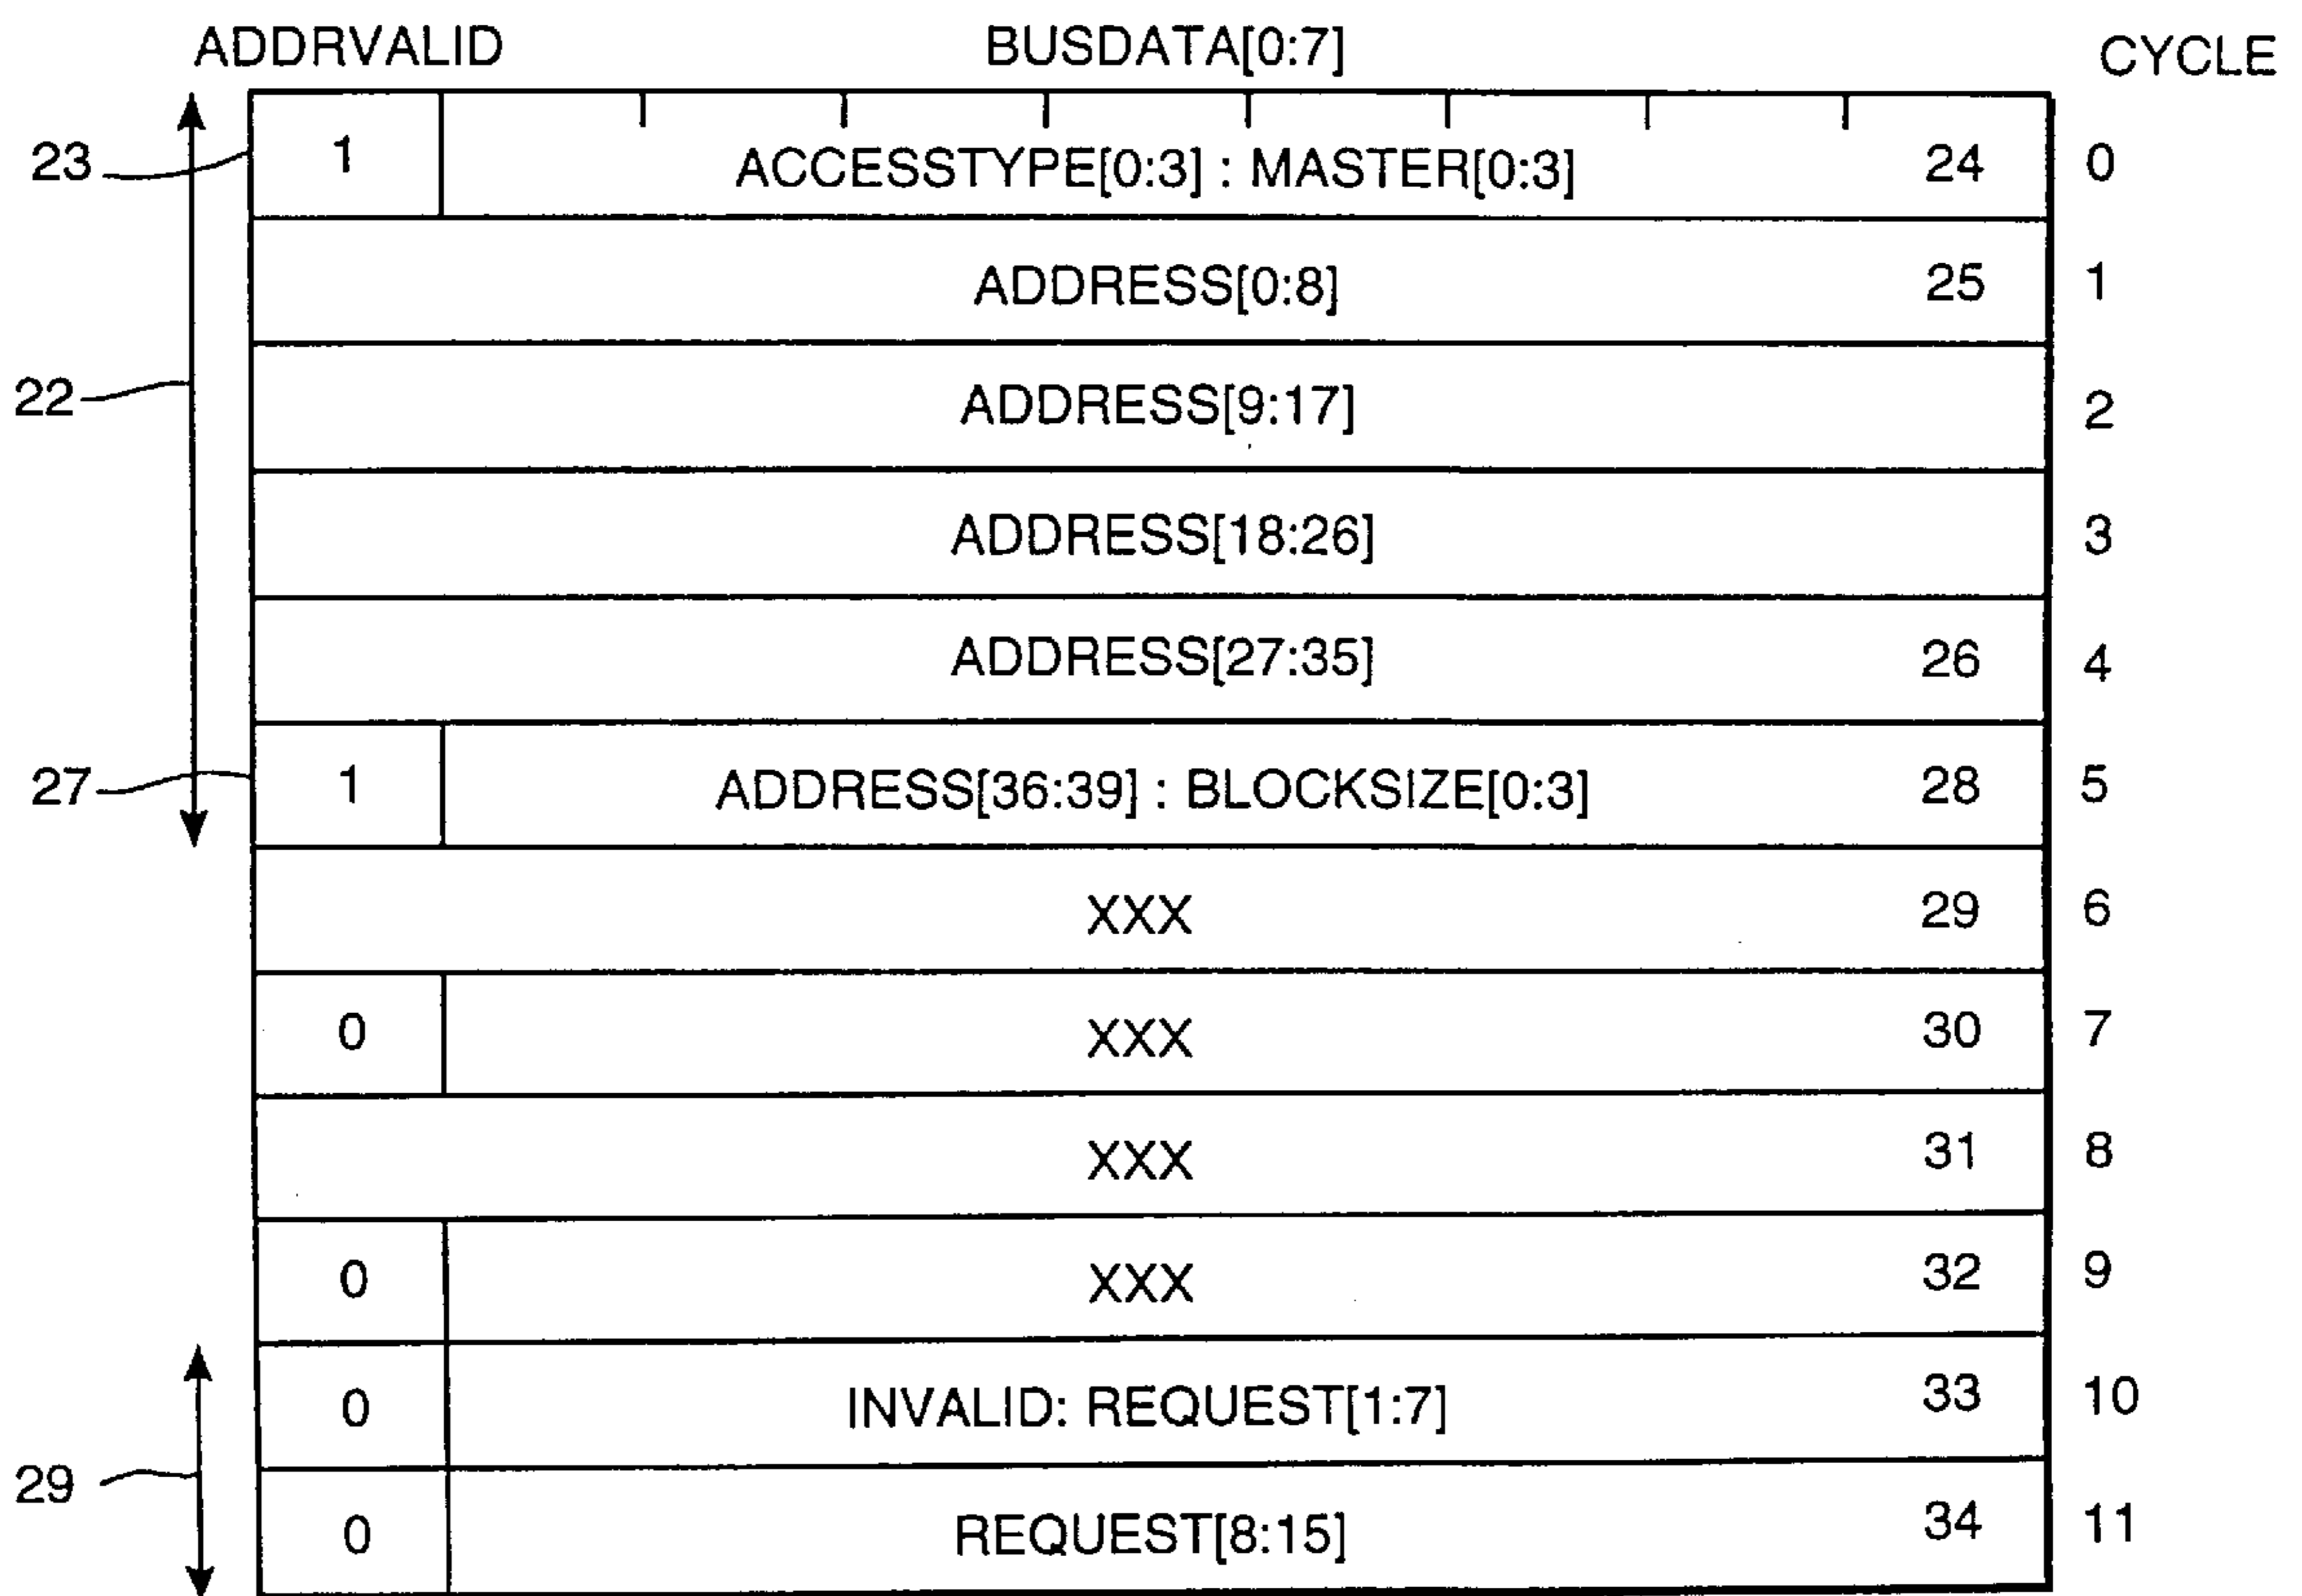 ADDRVALID BUSDATA[0:7] CYCLE
23 1 ACCESSTYPE[0:3] : MASTER[0:3] 24 0
ADDRESS[0:8] 25 1
22 ADDRESS[9:17] 2
ADDRESS[18:26] 3
ADDRESS[27:35] 26 4
27 1 ADDRESS[36:39] : BLOCKSIZE[0:3] 28 5
XXX 29 6
0 XXX 30 7
XXX 31 8
0 XXX 32 9
0 INVALID: REQUEST[1:7] 33 10
29 0 REQUEST[8:15] 34 11